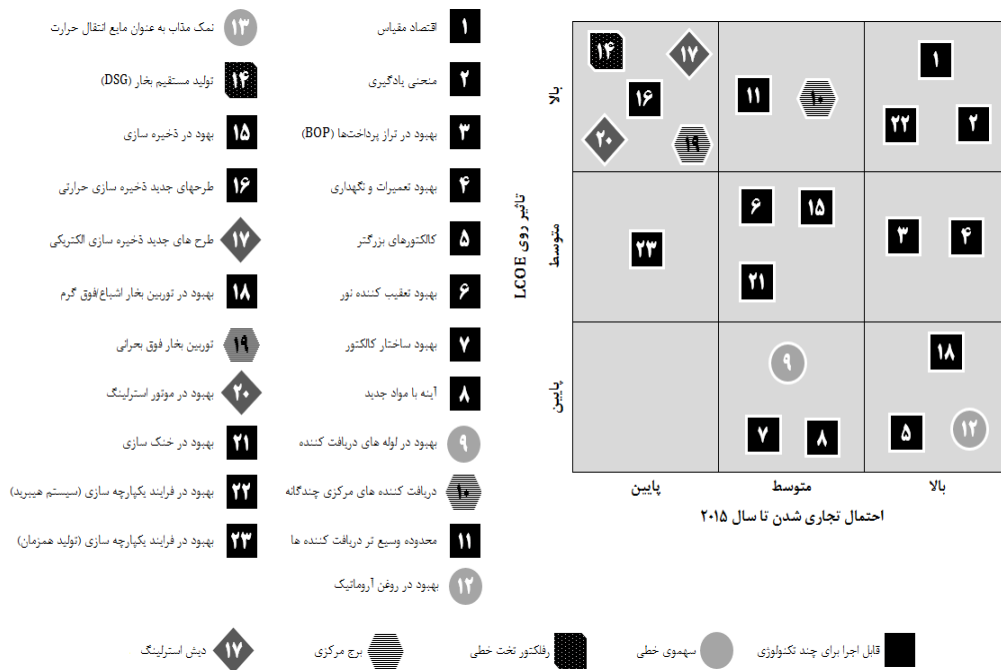 ۱ اقتصاد مقیاس
۲ منحنی یادگیری
۳ بهبود در تراز پرداخت‌ها (BOP)
۴ بهبود تعمیرات و نگهداری
۵ کالکتورهای بزرگتر
۶ بهبود تعقیب کننده نور
۷ بهبود ساختار کالکتور
۸ آینه با مواد جدید
۹ بهبود در لوله های دریافت کننده
۱۰ دریافت کننده های مرکزی چندگانه
۱۱ محدوده وسیع تر دریافت کننده ها
۱۲ بهبود در روغن آروماتیک
۱۳ نمک مذاب به عنوان مایع انتقال حرارت
۱۴ تولید مستقیم بخار (DSG)
۱۵ بهود در ذخیره سازی
۱۶ طرحهای جدید ذخیره سازی حرارتی
۱۷ طرح های جدید ذخیره سازی الکتریکی
۱۸ بهبود در توربین بخار اشباع/فوق گرم
۱۹ توربین بخار فوق بحرانی
۲۰ بهبود در موتور استرلینگ
۲۱ بهبود در خنک سازی
۲۲ بهبود در فرایند یکپارچه سازی (سیستم هیبرید)
۲۳ بهبود در فرایند یکپارچه سازی (تولید همزمان)
تاثیر روی LCOE
بالا
۱ ۲ ۲۲
۱۰ ۱۱
۱۷ ۱۴ ۱۶ ۱۹ ۲۰
متوسط
۴ ۳
۱۵ ۶ ۲۱
۲۳
پایین
۱۸ ۱۲ ۵
۹ ۸ ۷
بالا متوسط پایین
احتمال تجاری شدن تا سال ۲۰۱۵
قابل اجرا برای چند تکنولوژی
سهموی خطی
رفلکتور تخت خطی
برج مرکزی
۱۷ دیش استرلینگ